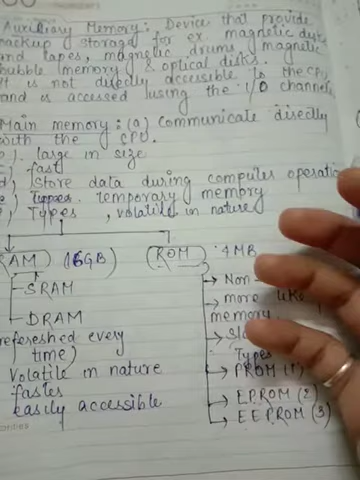 Auxiliary Memory: Device that provide
backup storage for ex. magnetic dyks
and tapes, magnetic drums, magnetic
bubble memory & optical disks.
It is not directly accessible to the CPU
and is accessed using the I/O channels
Main memory: (a) Communicate directly
with the CPU.
large in size
fast
d) Store data during computer operation
temporary memory
Types, volatile in nature
RAM (16GB) ROM 4MB
SRAM
DRAM
Non-
more like
memory
refereshed every
time)
Types
Volatile in nature
PROM (1)
faster
EPROM (2)
easily accessible
EEPROM (3)